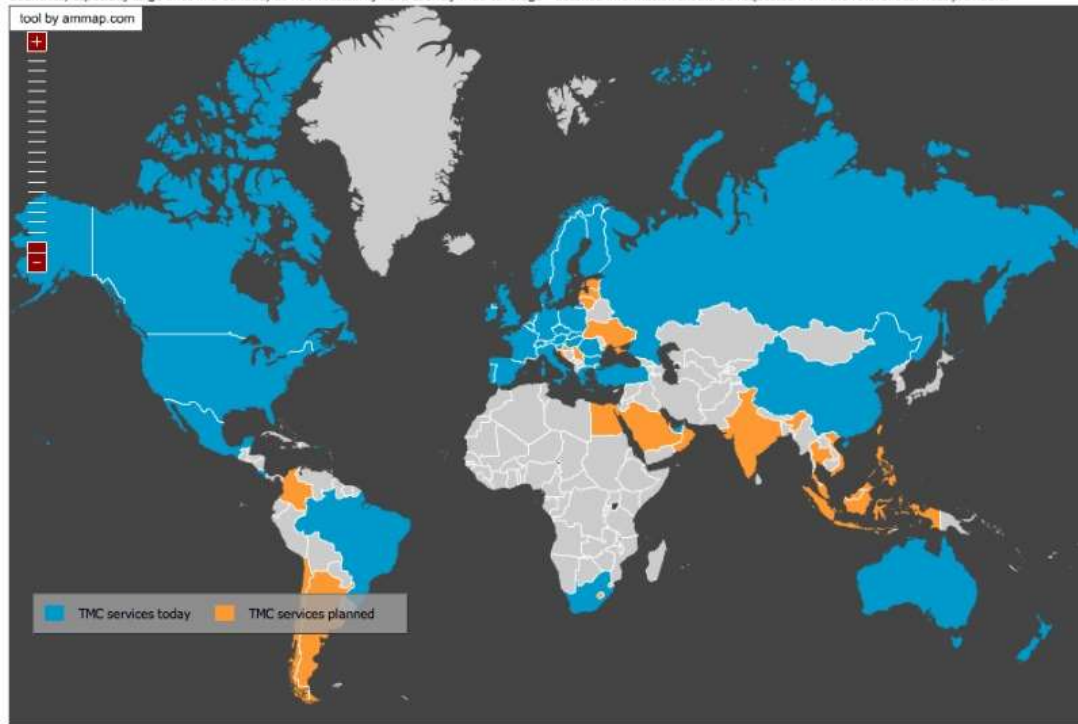 tool by ammap.com
+
−
TMC services today
TMC services planned